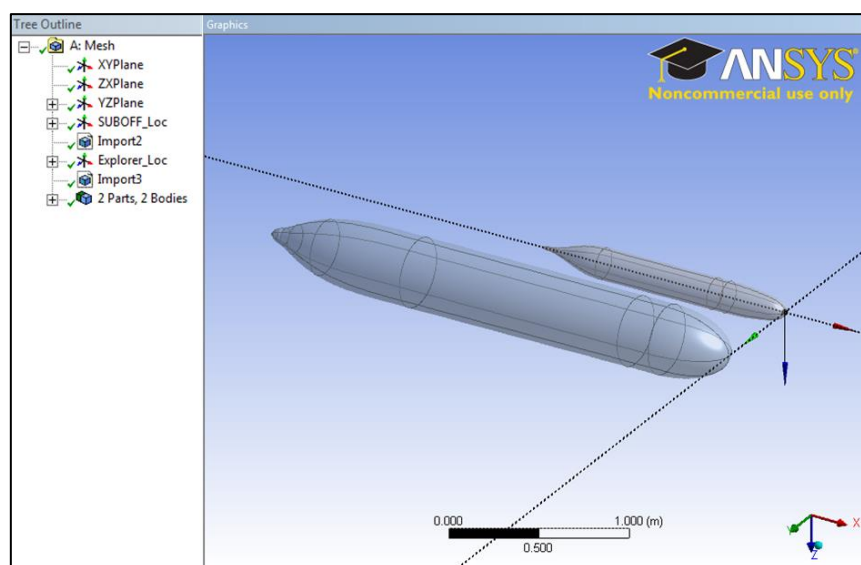 Tree Outline
A: Mesh
XYPlane
ZXPlane
YZPlane
SUBOFF_Loc
Import2
Explorer_Loc
Import3
2 Parts, 2 Bodies
Graphics
ANSYS
Noncommercial use only
0.000
1.000 (m)
0.500
X
Y
Z